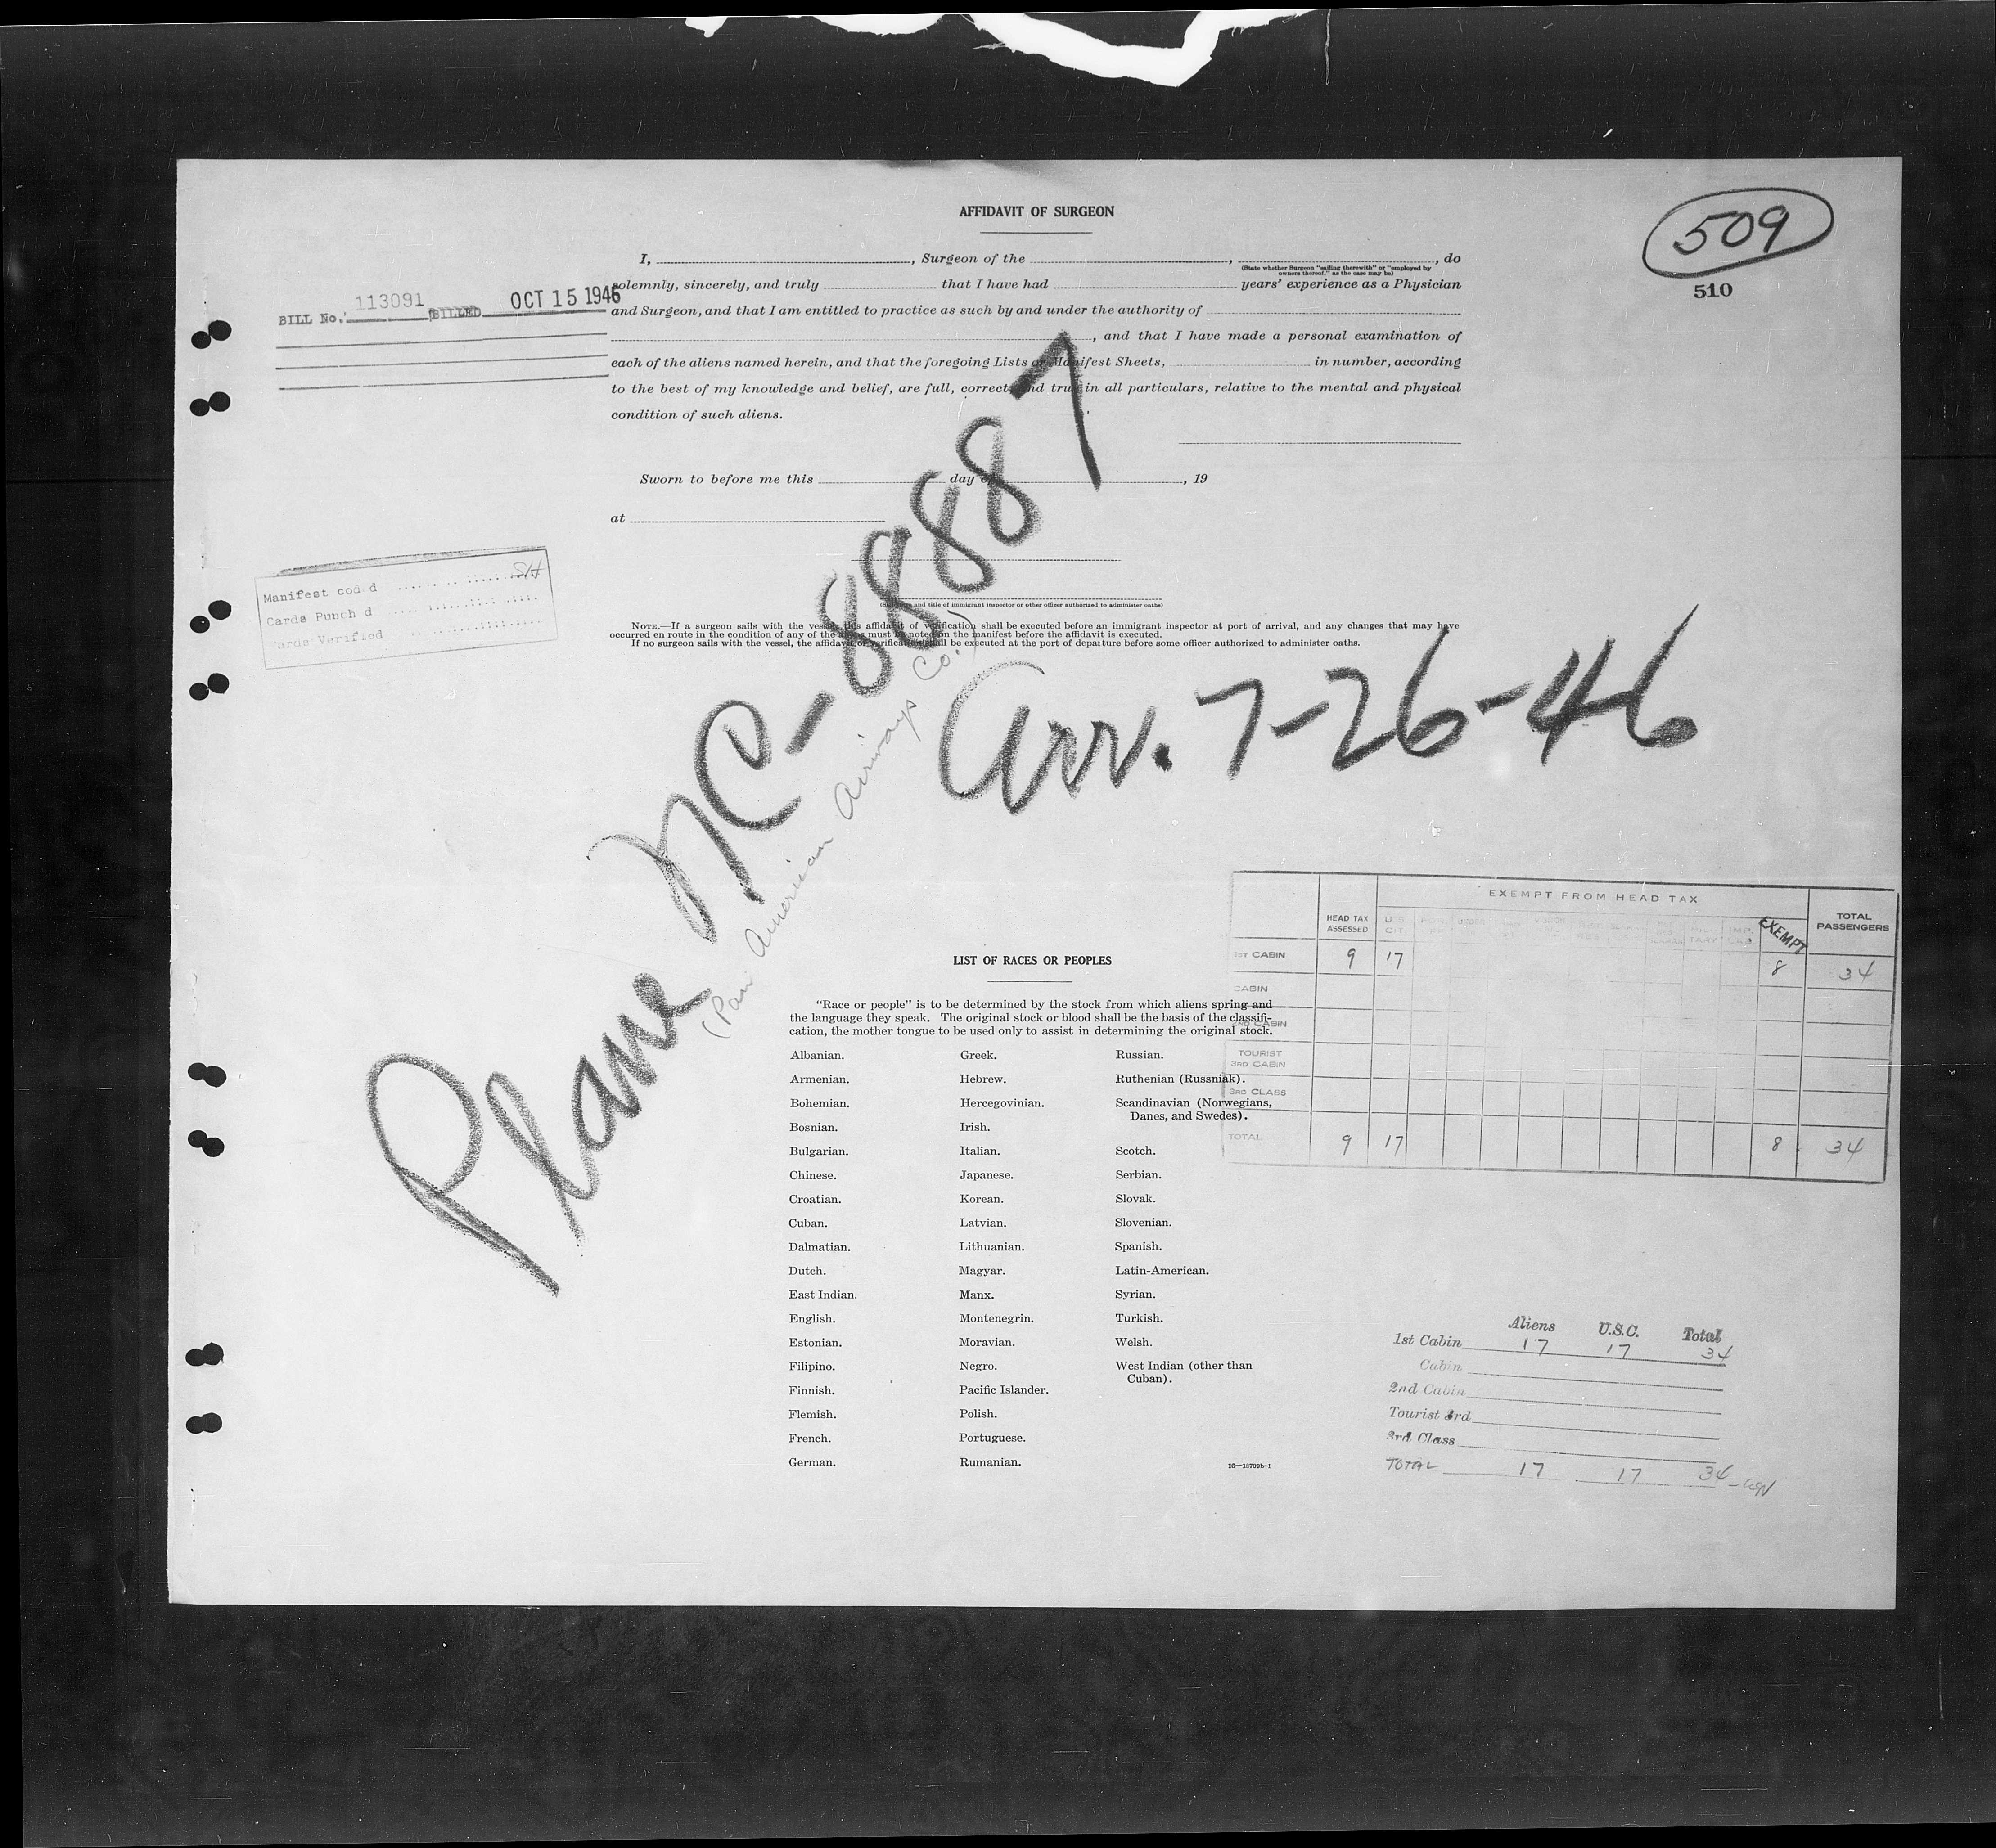 AFFIDAVIT OF SURGEON
509
510
I, , Surgeon of the , , do
(State whether Surgeon "sailing therewith" or "employed by
owners thereof," as the case may be)
solemnly, sincerely, and truly that I have had years' experience as a Physician
BILL No. 113091 BILLED OCT 15 1946
and Surgeon, and that I am entitled to practice as such by and under the authority of
, and that I have made a personal examination of
each of the aliens named herein, and that the foregoing Lists or Manifest Sheets, in number, according
to the best of my knowledge and belief, are full, correct, and true in all particulars, relative to the mental and physical
condition of such aliens.
Sworn to before me this day of , 19
at
Manifest coded
Cards Punched
Cards Verified
and title of immigrant inspector or other officer authorized to administer oaths)
NOTE.—If a surgeon sails with the vessel, this affidavit of verification shall be executed before an immigrant inspector at port of arrival, and any changes that may have
occurred en route in the condition of any of the aliens must be noted on the manifest before the affidavit is executed.
If no surgeon sails with the vessel, the affidavit of verification shall be executed at the port of departure before some officer authorized to administer oaths.
Plane NC-88887
(Pan American Airways Co.)
Arr. 7-26-46
EXEMPT FROM HEAD TAX
HEAD TAX ASSESSED U.S. CIT EXEMPT TOTAL PASSENGERS
1ST CABIN 9 17 8 34
CABIN
2ND CABIN
TOURIST
3RD CABIN
3RD CLASS
TOTAL 9 17 8 34
LIST OF RACES OR PEOPLES
"Race or people" is to be determined by the stock from which aliens spring and
the language they speak. The original stock or blood shall be the basis of the classifi-
cation, the mother tongue to be used only to assist in determining the original stock.
Albanian. Greek. Russian.
Armenian. Hebrew. Ruthenian (Russniak).
Bohemian. Hercegovinian. Scandinavian (Norwegians,
Danes, and Swedes).
Bosnian. Irish.
Bulgarian. Italian. Scotch.
Chinese. Japanese. Serbian.
Croatian. Korean. Slovak.
Cuban. Latvian. Slovenian.
Dalmatian. Lithuanian. Spanish.
Dutch. Magyar. Latin-American.
East Indian. Manx. Syrian.
English. Montenegrin. Turkish.
Estonian. Moravian. Welsh.
Filipino. Negro. West Indian (other than
Cuban).
Finnish. Pacific Islander.
Flemish. Polish.
French. Portuguese.
German. Rumanian.
16—18709b-1
Aliens U.S.C. Total
1st Cabin 17 17 34
Cabin
2nd Cabin
Tourist 3rd
3rd Class
TOTAL 17 17 34